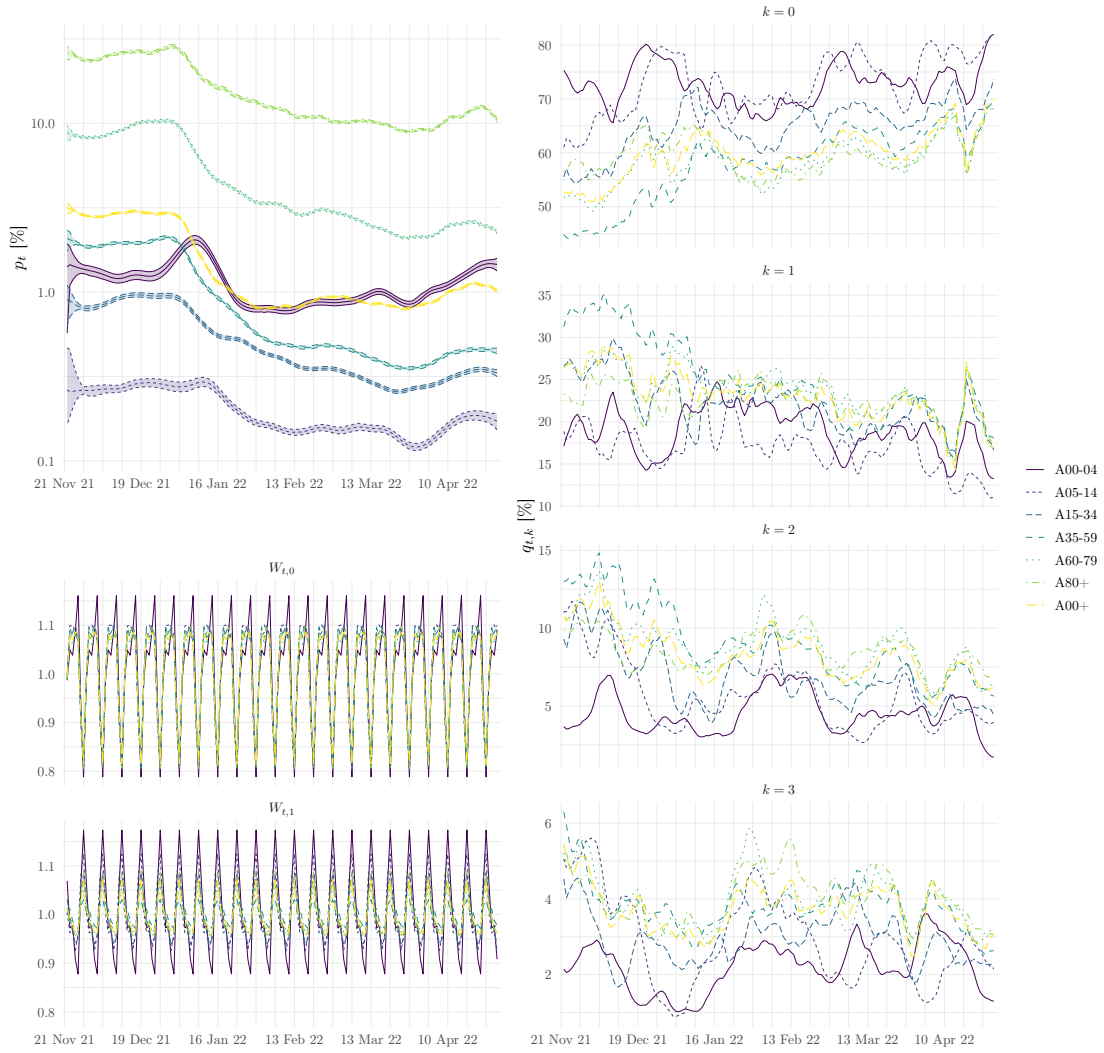 p_t [%]
10.0
1.0
0.1
21 Nov 21 19 Dec 21 16 Jan 22 13 Feb 22 13 Mar 22 10 Apr 22
W_{t,0}
1.1
1.0
0.9
0.8
W_{t,1}
1.1
1.0
0.9
0.8
21 Nov 21 19 Dec 21 16 Jan 22 13 Feb 22 13 Mar 22 10 Apr 22
q_{t,k} [%]
k = 0
80
70
60
50
k = 1
35
30
25
20
15
10
k = 2
15
10
5
k = 3
6
4
2
21 Nov 21 19 Dec 21 16 Jan 22 13 Feb 22 13 Mar 22 10 Apr 22
A00-04
A05-14
A15-34
A35-59
A60-79
A80+
A00+